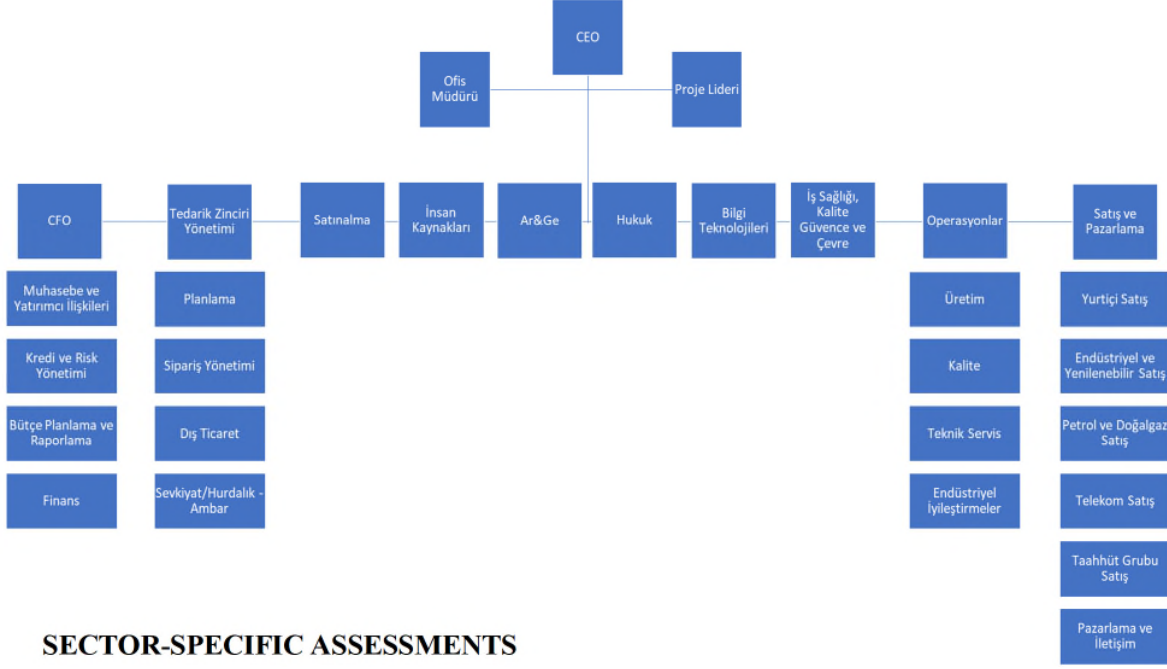 CEO
Ofis
Müdürü
Proje Lideri
CFO
Tedarik Zinciri
Yönetimi
Satınalma
İnsan
Kaynakları
Ar&Ge
Hukuk
Bilgi
Teknolojileri
İş Sağlığı,
Kalite
Güvence ve
Çevre
Operasyonlar
Satış ve
Pazarlama
Muhasebe ve
Yatırımcı İlişkileri
Kredi ve Risk
Yönetimi
Bütçe Planlama ve
Raporlama
Finans
Planlama
Sipariş Yönetimi
Dış Ticaret
Sevkiyat/Hurdalık -
Ambar
Üretim
Kalite
Teknik Servis
Endüstriyel
İyileştirmeler
Yurtiçi Satış
Endüstriyel ve
Yenilenebilir Satış
Petrol ve Doğalgaz
Satış
Telekom Satış
Taahhüt Grubu
Satış
Pazarlama ve
İletişim
SECTOR-SPECIFIC ASSESSMENTS